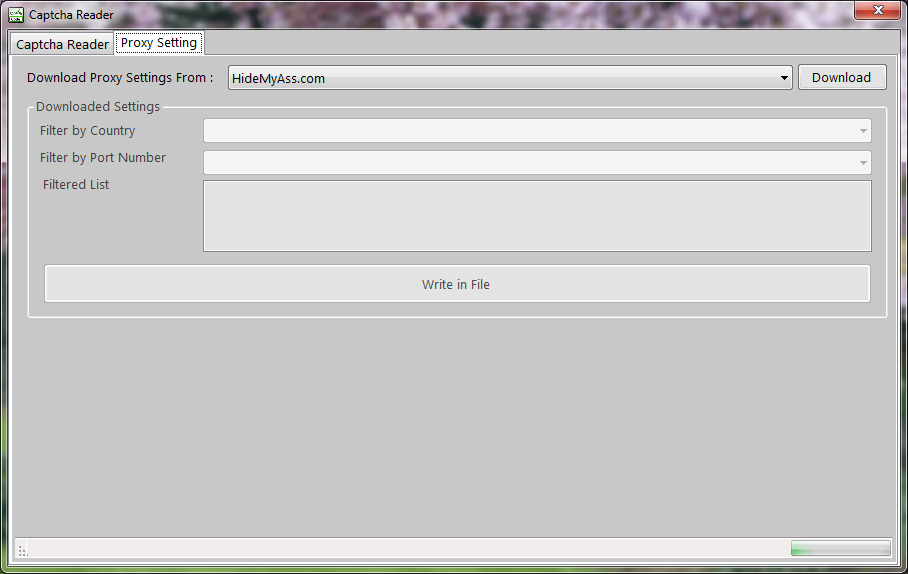 Captcha Reader
Captcha Reader Proxy Setting
Download Proxy Settings From : HideMyAss.com Download
Downloaded Settings
Filter by Country
Filter by Port Number
Filtered List
Write in File